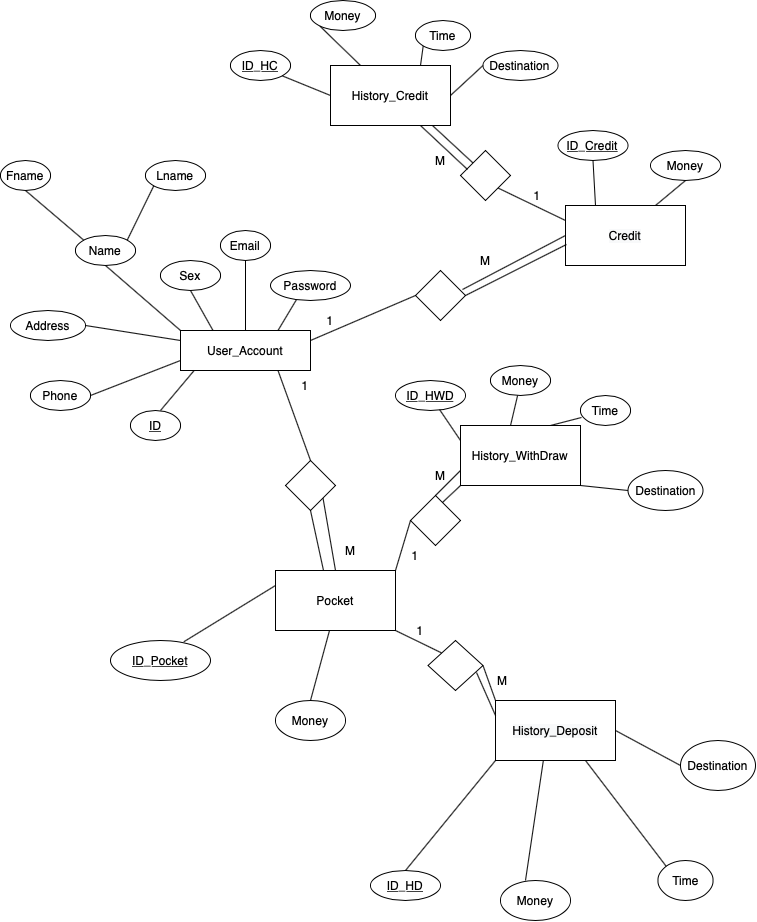 Money
Time
ID_HC
Destination
History_Credit
M
ID_Credit
Money
1
Fname
Lname
Credit
Name
Email
M
Sex
Password
Address
1
User_Account
1
Phone
ID
Money
ID_HWD
Time
History_WithDraw
M
Destination
M
1
Pocket
1
ID_Pocket
M
Money
History_Deposit
Destination
ID_HD
Time
Money